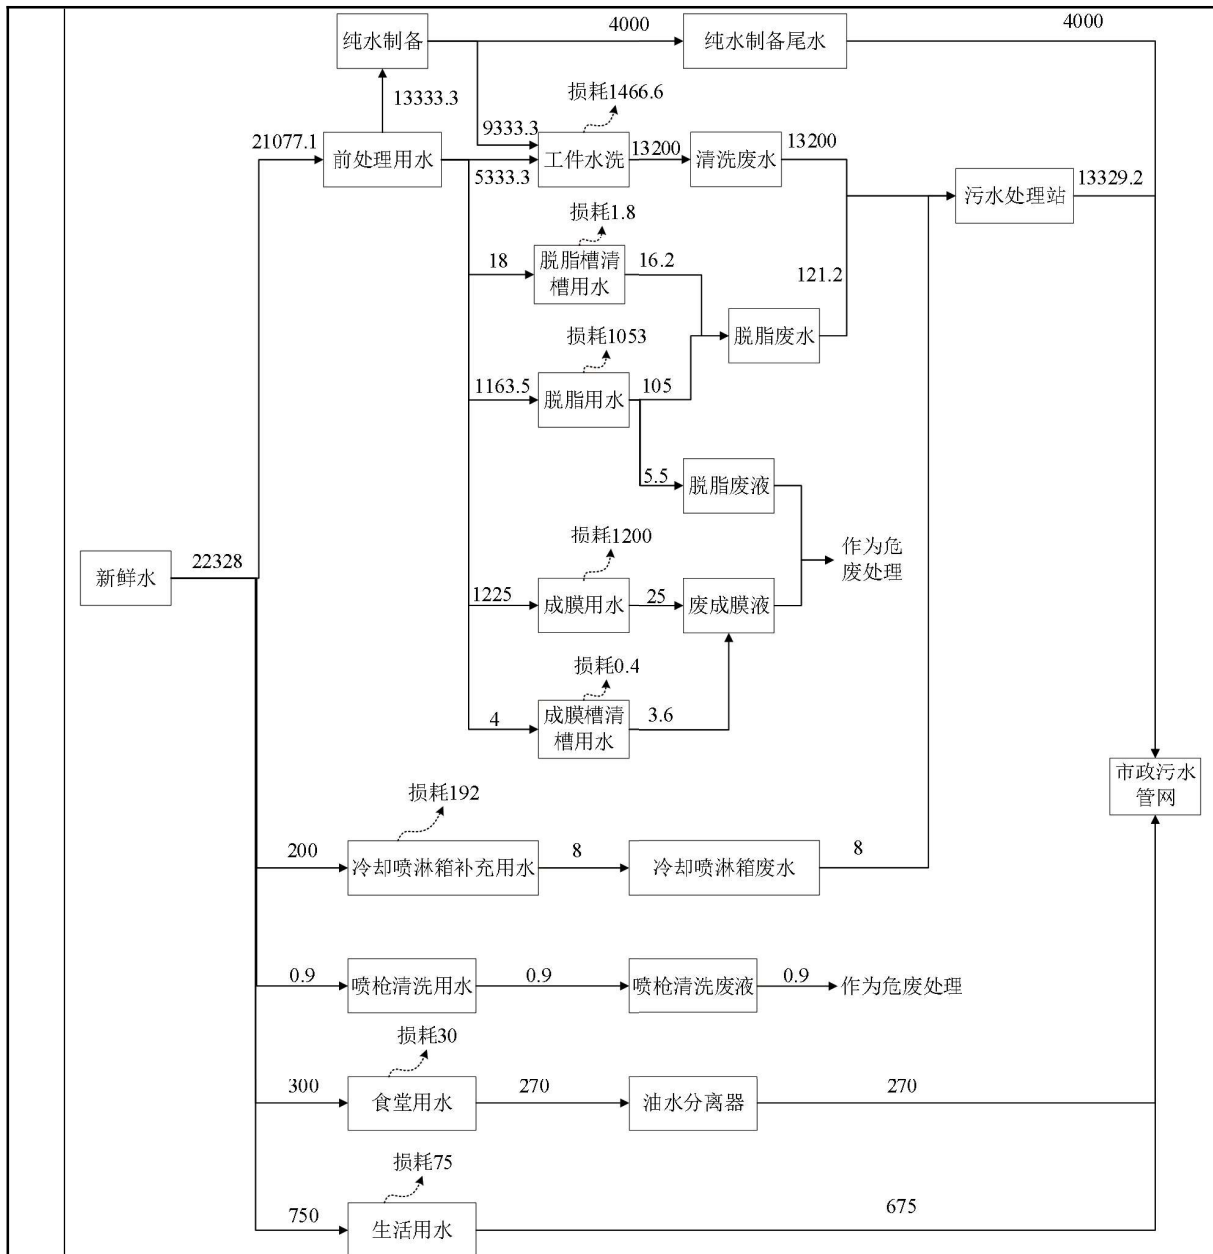 4000
4000
纯水制备
纯水制备尾水
13333.3
损耗1466.6
21077.1
9333.3
前处理用水
工件水洗
13200
清洗废水
13200
5333.3
污水处理站
13329.2
损耗1.8
18
脱脂槽清
槽用水
16.2
121.2
脱脂废水
损耗1053
1163.5
脱脂用水
105
5.5
脱脂废液
损耗1200
作为危
废处理
22328
新鲜水
1225
成膜用水
25
废成膜液
损耗0.4
4
成膜槽清
槽用水
3.6
市政污水
管网
损耗192
200
冷却喷淋箱补充用水
8
冷却喷淋箱废水
8
0.9
喷枪清洗用水
0.9
喷枪清洗废液
0.9
作为危废处理
损耗30
300
食堂用水
270
油水分离器
270
损耗75
750
生活用水
675